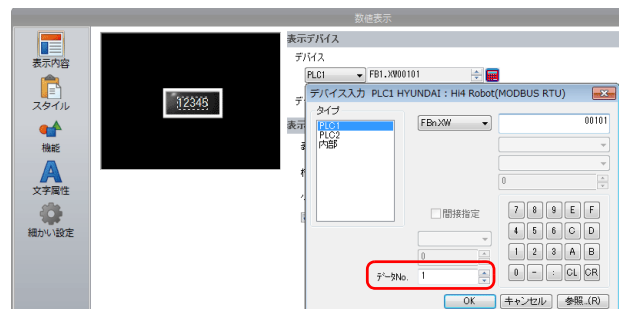 数値表示
表示内容
スタイル
機能
文字属性
細かい設定
12345
表示デバイス
デバイス
PLC1
FB1.XW00101
デバイス入力 PLC1 HYUNDAI : Hi4 Robot(MODBUS RTU)
タイプ
PLC1
PLC2
内部
FBn.XW
00101
0
間接指定
0
データNo. 1
7 8 9 E F
4 5 6 C D
1 2 3 A B
0 - : CL CR
OK キャンセル 参照...(R)